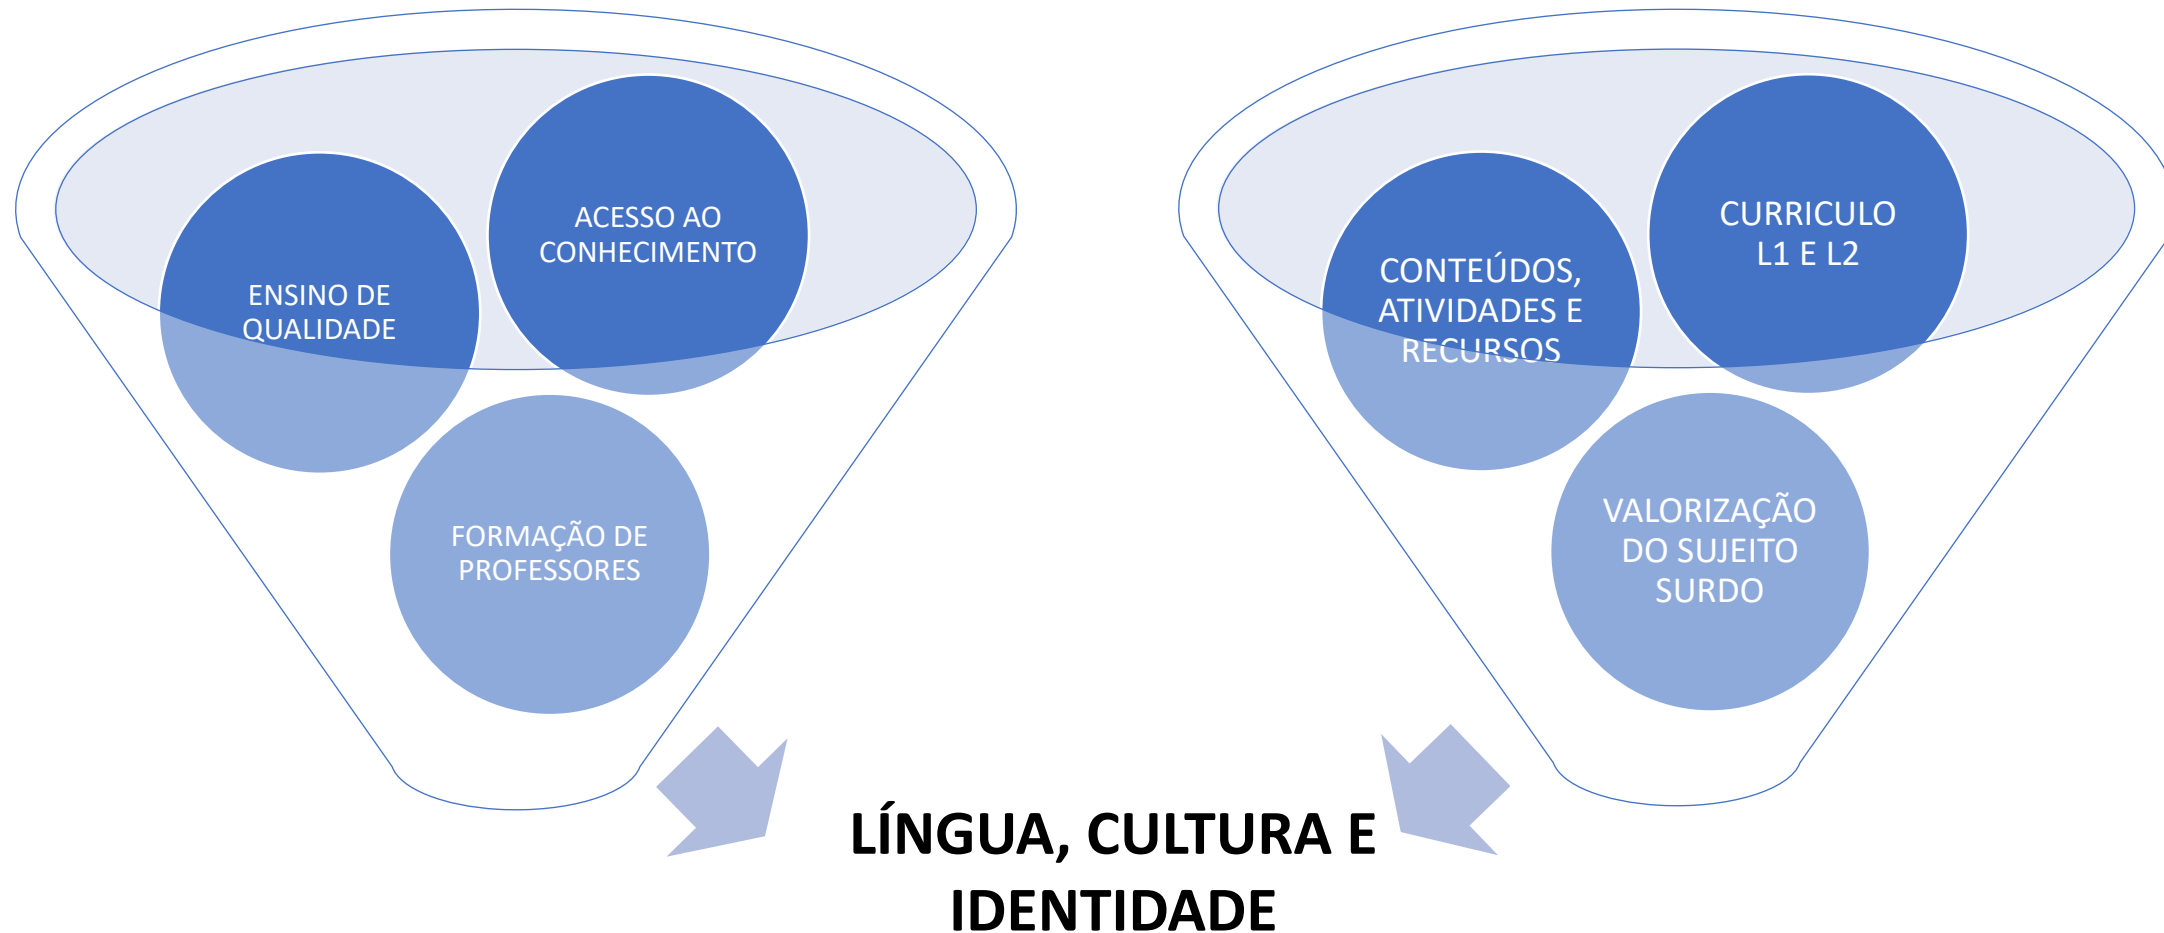 ACESSO AO
CONHECIMENTO
ENSINO DE
QUALIDADE
FORMAÇÃO DE
PROFESSORES
CURRICULO
L1 E L2
CONTEÚDOS,
ATIVIDADES E
RECURSOS
VALORIZAÇÃO
DO SUJEITO
SURDO
LÍNGUA, CULTURA E
IDENTIDADE